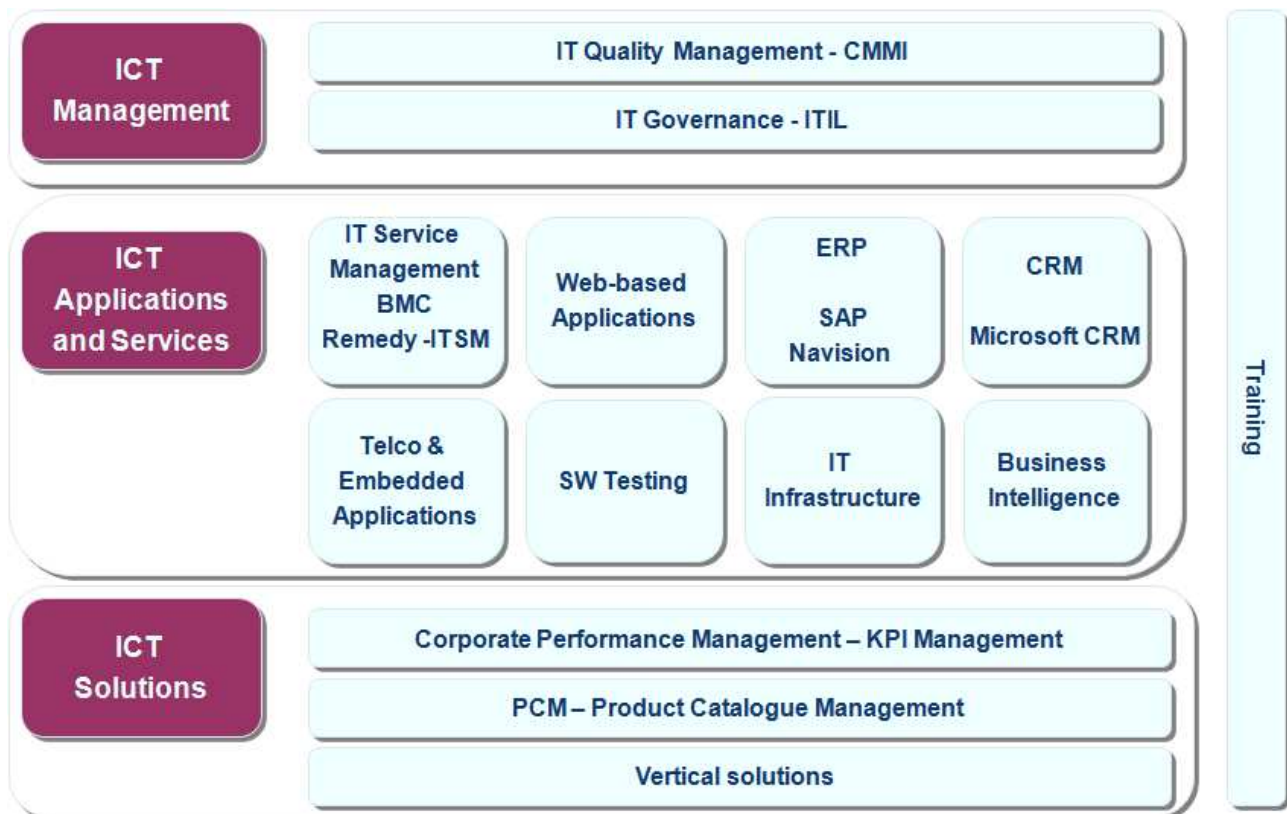 ICT
Management
IT Quality Management - CMMI
IT Governance - ITIL
ICT
Applications
and Services
IT Service
Management
BMC
Remedy -ITSM
Web-based
Applications
ERP
SAP
Navision
CRM
Microsoft CRM
Telco &
Embedded
Applications
SW Testing
IT
Infrastructure
Business
Intelligence
ICT
Solutions
Corporate Performance Management – KPI Management
PCM – Product Catalogue Management
Vertical solutions
Training